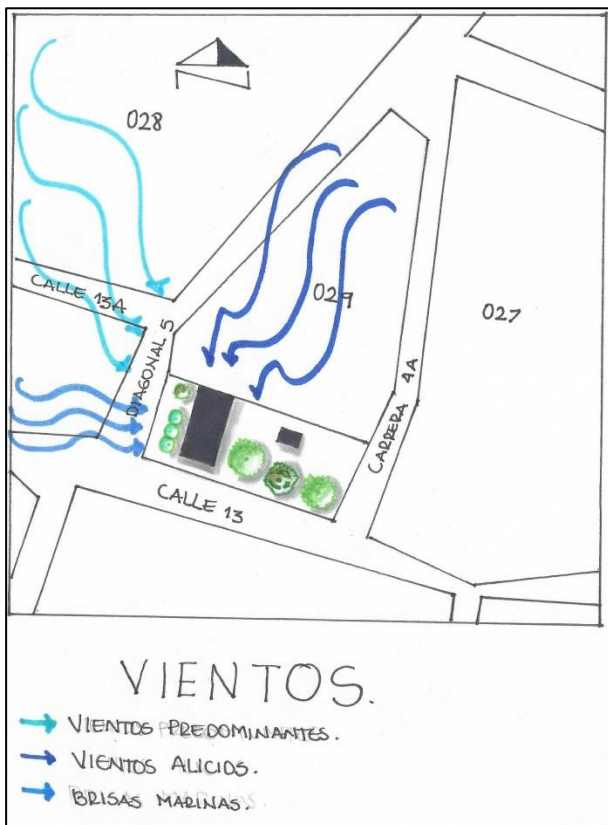 028
029
027
CALLE 13A
DIAGONAL 5
CARRERA 4A
CALLE 13
VIENTOS.
VIENTOS PREDOMINANTES.
VIENTOS ALICIOS.
BRISAS MARINAS.